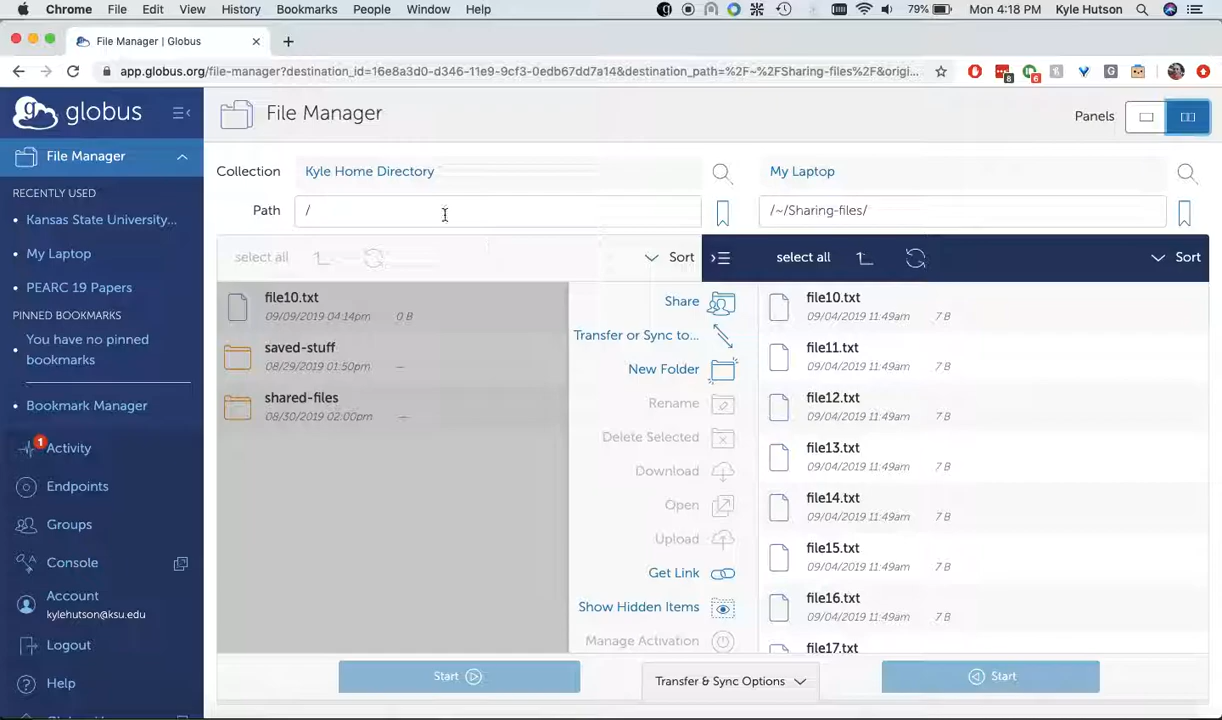 Chrome File Edit View History Bookmarks People Window Help 79% Mon 4:18 PM Kyle Hutson
File Manager | Globus
app.globus.org/file-manager?destination_id=16e8a3d0-d346-11e9-9cf3-0edb67dd7a14&destination_path=%2F~%2FSharing-files%2F&origi...
8 6
globus
File Manager
Panels
File Manager
RECENTLY USED
Kansas State University...
My Laptop
PEARC 19 Papers
PINNED BOOKMARKS
You have no pinned
bookmarks
Bookmark Manager
1
Activity
Endpoints
Groups
Console
Account
kylehutson@ksu.edu
Logout
Help
Collection Kyle Home Directory
Path /
select all Sort
file10.txt
09/09/2019 04:14pm 0 B
saved-stuff
08/29/2019 01:50pm —
shared-files
08/30/2019 02:00pm —
Share
Transfer or Sync to...
New Folder
Rename
Delete Selected
Download
Open
Upload
Get Link
Show Hidden Items
Manage Activation
My Laptop
/~/Sharing-files/
select all Sort
file10.txt
09/04/2019 11:49am 7 B
file11.txt
09/04/2019 11:49am 7 B
file12.txt
09/04/2019 11:49am 7 B
file13.txt
09/04/2019 11:49am 7 B
file14.txt
09/04/2019 11:49am 7 B
file15.txt
09/04/2019 11:49am 7 B
file16.txt
09/04/2019 11:49am 7 B
file17.txt
Start
Transfer & Sync Options
Start